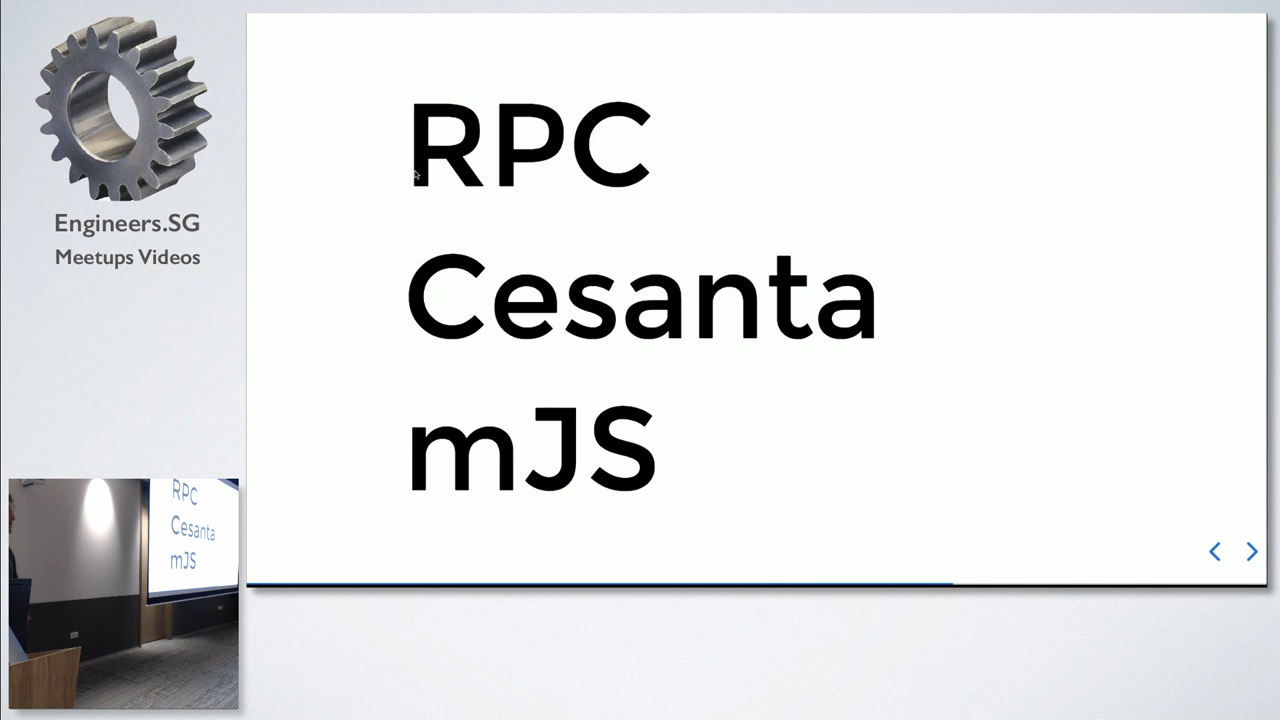 Engineers.SG
Meetups Videos
RPC
Cesanta
mJS
RPC
Cesanta
mJS